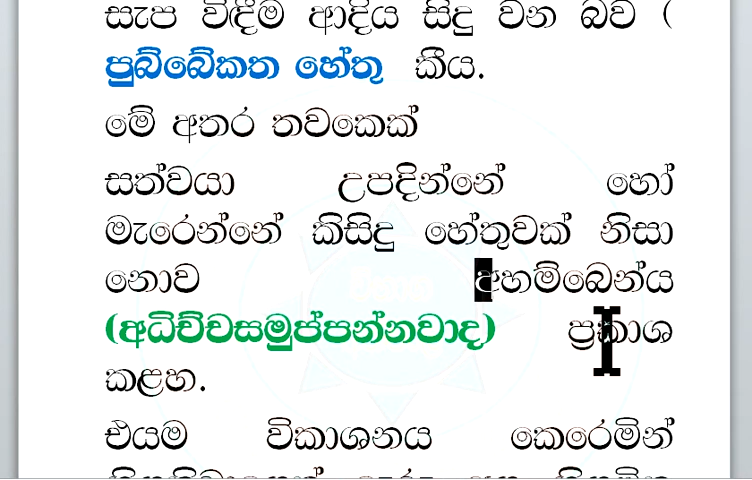 සැප විඳීම ආදිය සිදු වන බව (
පුබ්බේකත හේතු කීය.
මේ අතර තවකෙක්
සත්වයා උපදින්නේ හෝ
මැරෙන්නේ කිසිදු හේතුවක් නිසා
නොව අහම්බෙන්ය
(අධිච්චසමුප්පන්නවාද) ප්‍රකාශ
කළහ.
එයම විකාශනය කෙරෙමින්